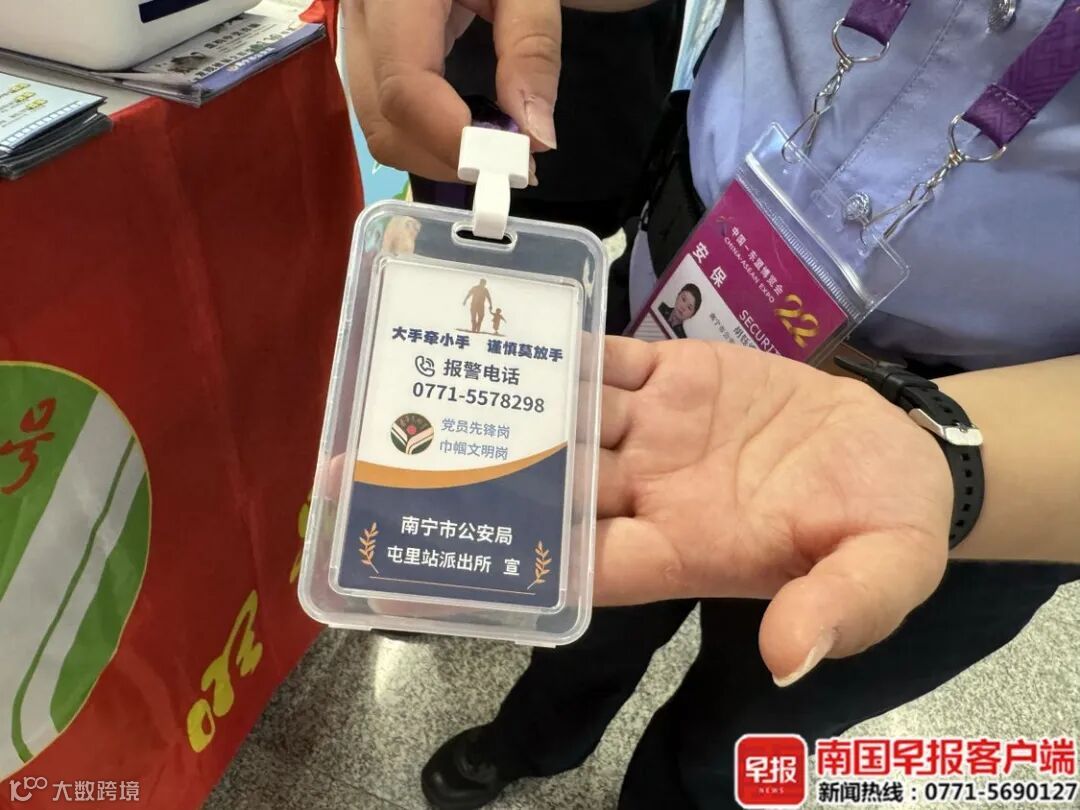 大手牵小手 谨慎莫放手
报警电话
0771-5578298
党员先锋岗
巾帼文明岗
南宁市公安局
屯里站派出所 宣
中国—东盟博览会
CHINA-ASEAN EXPO
22
安保
SECURIT
号
大数跨境
早报
NEWS
南国早报客户端
新闻热线：0771-5690127